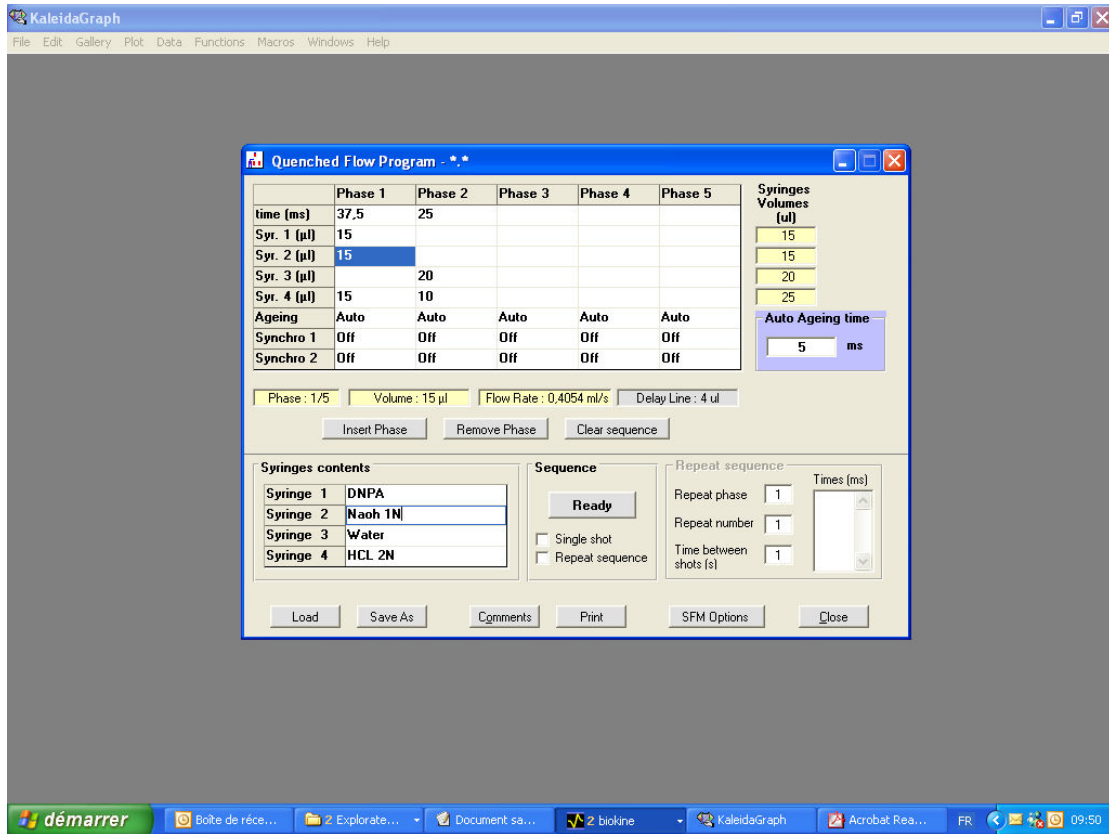 KaleidaGraph
File Edit Gallery Plot Data Functions Macros Windows Help
Quenched Flow Program - *.*
Phase 1 Phase 2 Phase 3 Phase 4 Phase 5
time (ms) 37,5 25
Syr. 1 (µl) 15
Syr. 2 (µl) 15
Syr. 3 (µl) 20
Syr. 4 (µl) 15 10
Ageing Auto Auto Auto Auto Auto
Synchro 1 Off Off Off Off Off
Synchro 2 Off Off Off Off Off
Syringes
Volumes
(ul)
15
15
20
25
Auto Ageing time
5 ms
Phase : 1/5 Volume : 15 µl Flow Rate : 0,4054 ml/s Delay Line : 4 ul
Insert Phase Remove Phase Clear sequence
Syringes contents
Syringe 1 DNPA
Syringe 2 Naoh 1N
Syringe 3 Water
Syringe 4 HCL 2N
Sequence
Ready
Single shot
Repeat sequence
Repeat sequence
Repeat phase 1
Repeat number 1
Time between
shots (s) 1
Times (ms)
Load Save As Comments Print SFM Options Close
démarrer Boîte de réce... 2 Explorate... Document sa... 2 biokine KaleidaGraph Acrobat Rea... FR 09:50